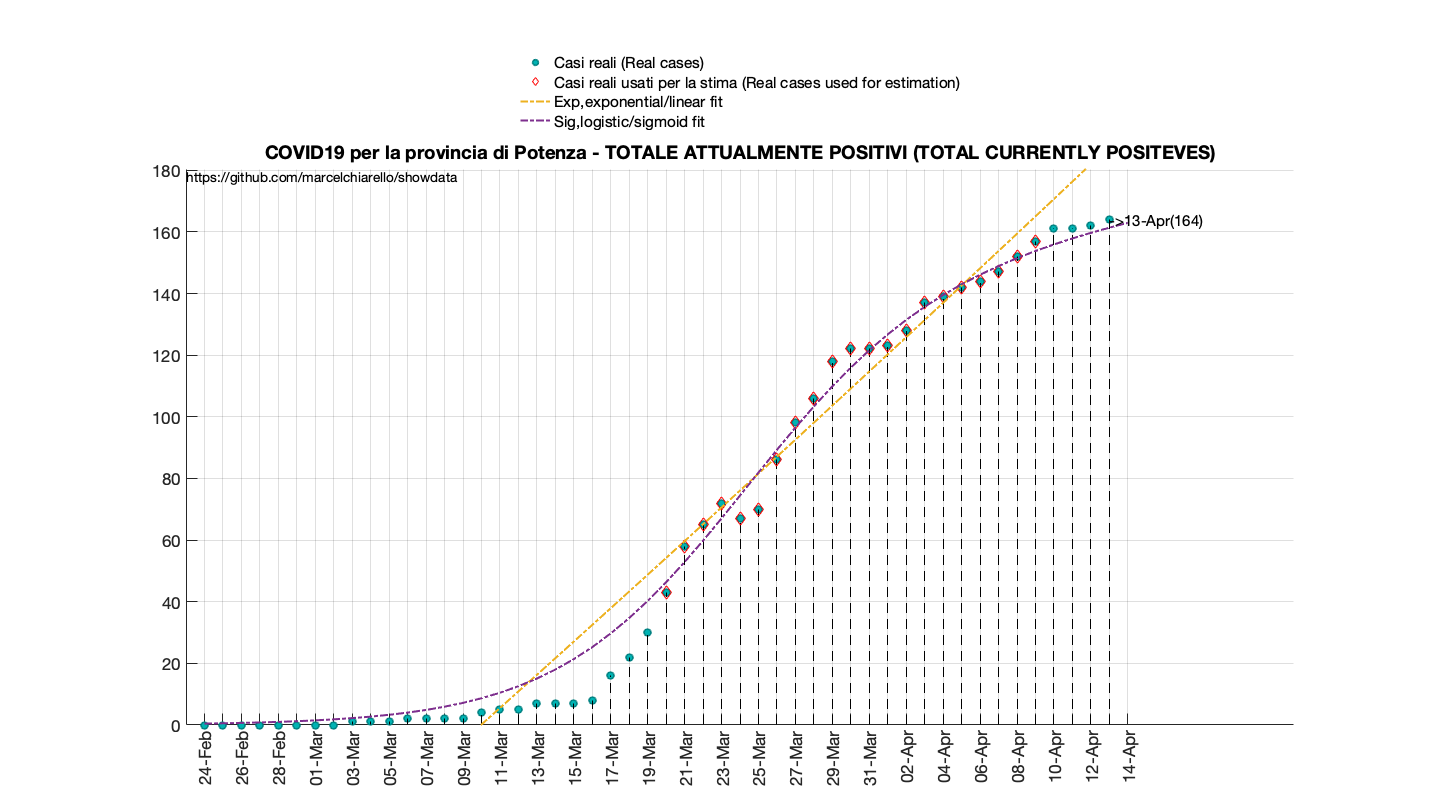 Casi reali (Real cases)
Casi reali usati per la stima (Real cases used for estimation)
Exp,exponential/linear fit
Sig,logistic/sigmoid fit
COVID19 per la provincia di Potenza - TOTALE ATTUALMENTE POSITIVI (TOTAL CURRENTLY POSITEVES)
https://github.com/marcelchiarello/showdata
180
160
140
120
100
80
60
40
20
0
>13-Apr(164)
24-Feb
26-Feb
28-Feb
01-Mar
03-Mar
05-Mar
07-Mar
09-Mar
11-Mar
13-Mar
15-Mar
17-Mar
19-Mar
21-Mar
23-Mar
25-Mar
27-Mar
29-Mar
31-Mar
02-Apr
04-Apr
06-Apr
08-Apr
10-Apr
12-Apr
14-Apr